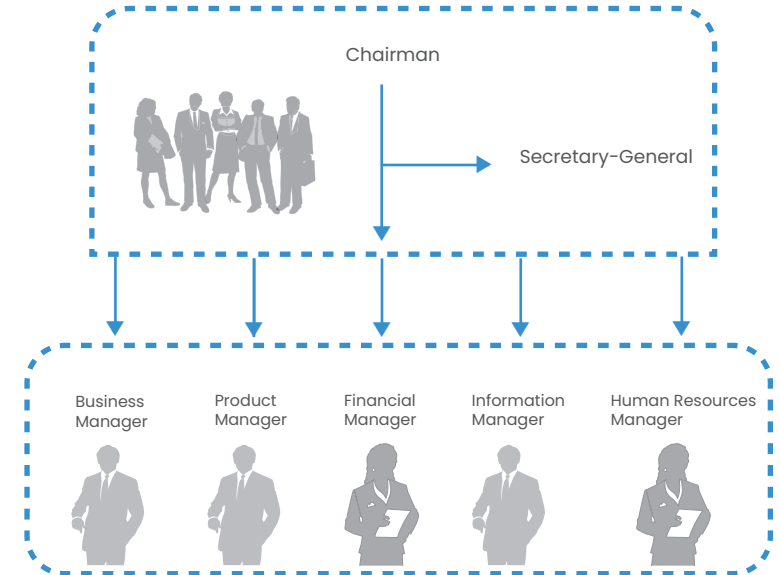 Chairman
Secretary-General
Business
Manager
Product
Manager
Financial
Manager
Information
Manager
Human Resources
Manager